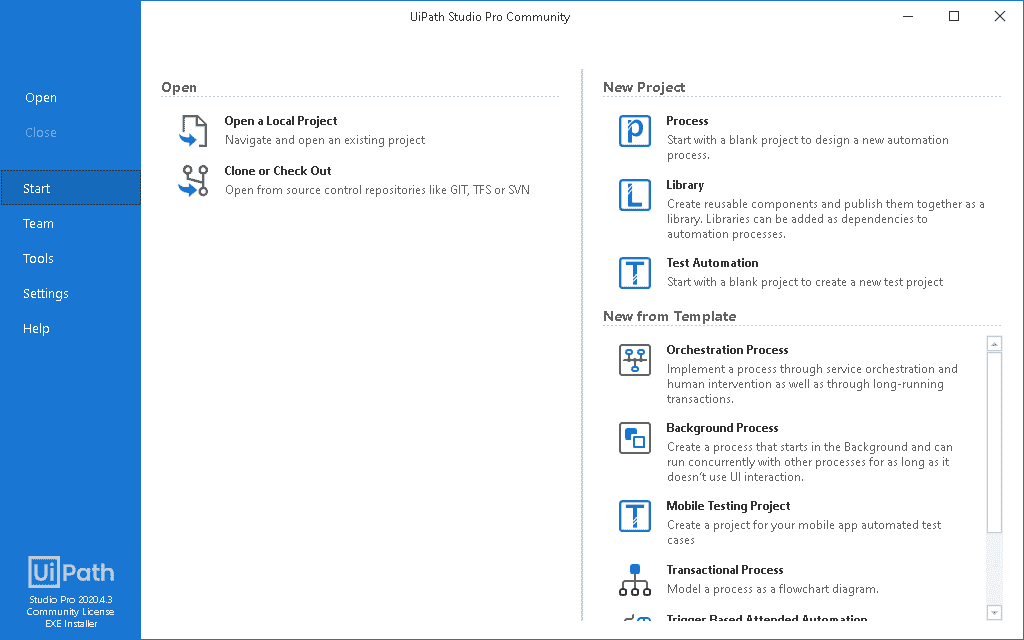 UiPath Studio Pro Community
Open
Close
Start
Team
Tools
Settings
Help
UiPath
Studio Pro 2020.4.3
Community License
EXE Installer
Open
Open a Local Project
Navigate and open an existing project
Clone or Check Out
Open from source control repositories like GIT, TFS or SVN
New Project
Process
Start with a blank project to design a new automation
process.
Library
Create reusable components and publish them together as a
library. Libraries can be added as dependencies to
automation processes.
Test Automation
Start with a blank project to create a new test project
New from Template
Orchestration Process
Implement a process through service orchestration and
human intervention as well as through long-running
transactions.
Background Process
Create a process that starts in the Background and can
run concurrently with other processes for as long as it
doesn't use UI interaction.
Mobile Testing Project
Create a project for your mobile app automated test
cases
Transactional Process
Model a process as a flowchart diagram.
Trigger Based Attended Automation